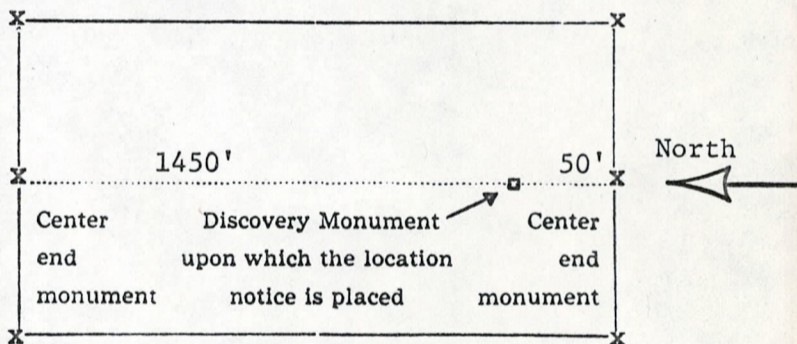 1450'
50'
North
Center
end
monument
Discovery Monument
upon which the location
notice is placed
Center
end
monument